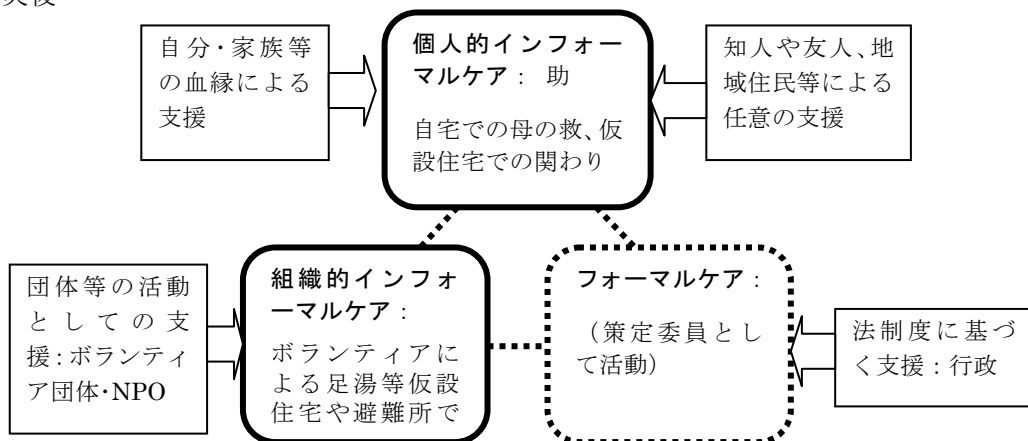 自分・家族等
の血縁による
支援
個人的インフォー
マルケア： 助
自宅での母の救、仮
設住宅での関わり
知人や友人、地
域住民等による
任意の支援
団体等の活動
としての支
援：ボランティ
ア団体・NPO
組織的インフォ
ーマルケア：
ボランティアに
よる足湯等仮設
住宅や避難所で
フォーマルケア：
（策定委員とし
て活動）
法制度に基づ
く支援：行政